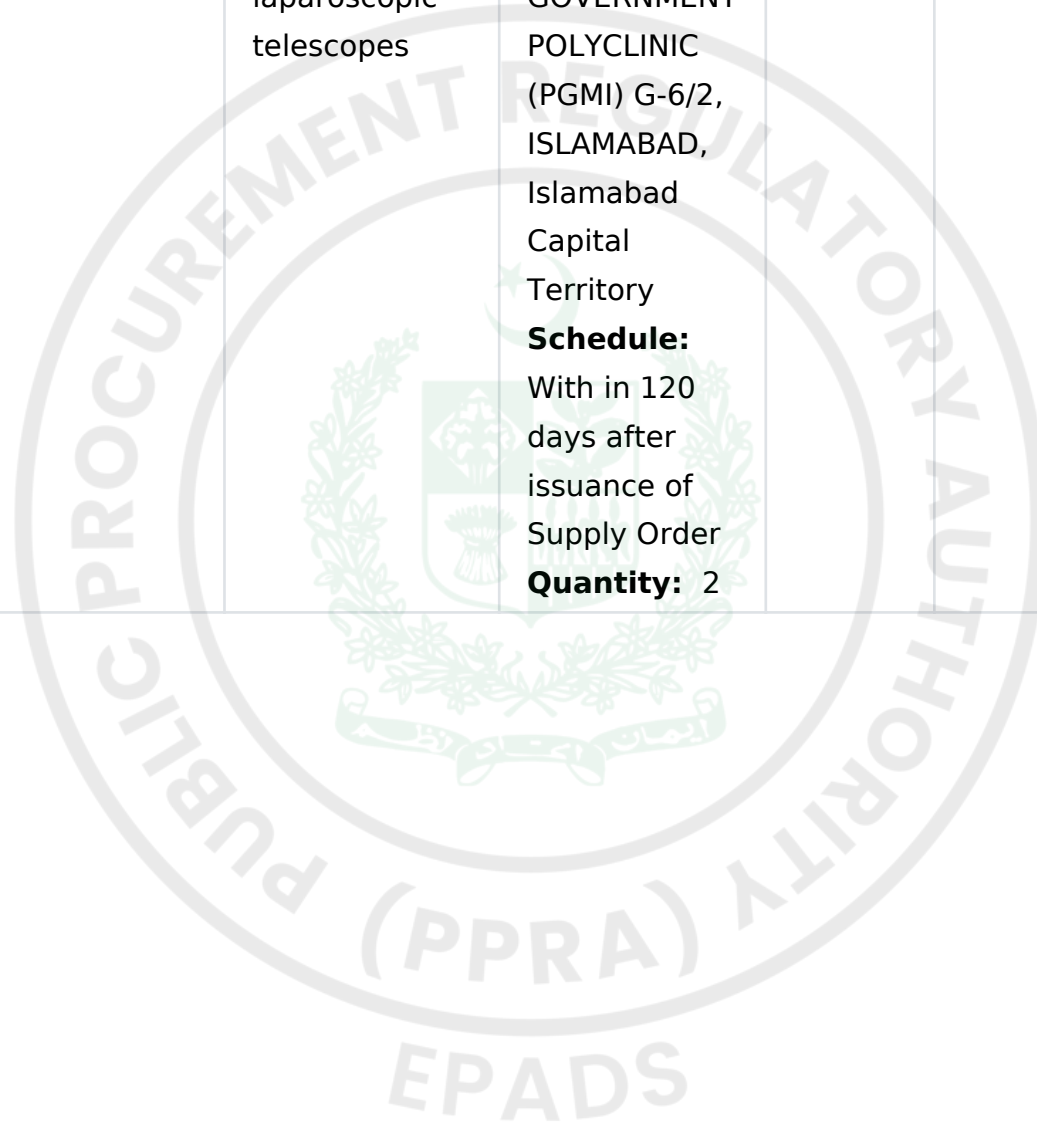 laparoscopic
telescopes
GOVERNMENT
POLYCLINIC
(PGMI) G-6/2,
ISLAMABAD,
Islamabad
Capital
Territory
Schedule:
With in 120
days after
issuance of
Supply Order
Quantity: 2
PUBLIC PROCUREMENT REGULATORY AUTHORITY
(PPRA)
EPADS